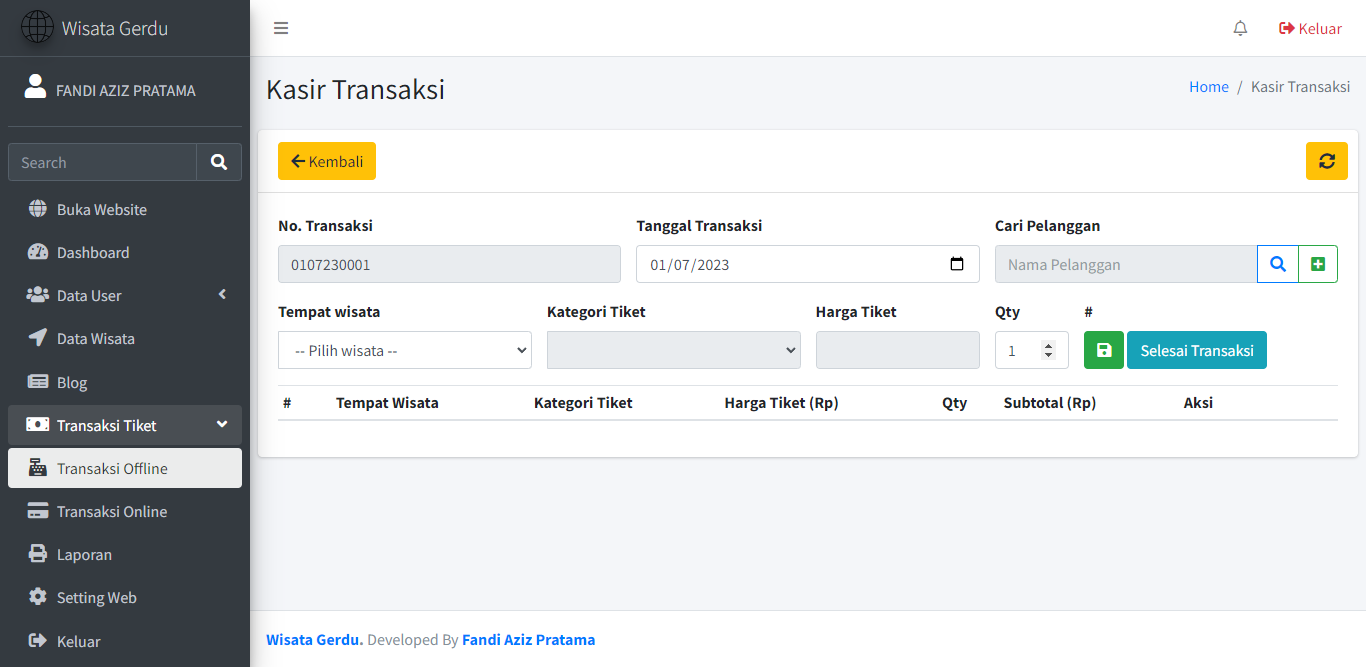 Wisata Gerdu
Keluar
FANDI AZIZ PRATAMA
Kasir Transaksi
Home / Kasir Transaksi
Search
Kembali
Buka Website
Dashboard
Data User
Data Wisata
Blog
Transaksi Tiket
Transaksi Offline
Transaksi Online
Laporan
Setting Web
Keluar
No. Transaksi
Tanggal Transaksi
Cari Pelanggan
0107230001
01/07/2023
Nama Pelanggan
Tempat wisata
Kategori Tiket
Harga Tiket
Qty
#
-- Pilih wisata --
1
Selesai Transaksi
# Tempat Wisata Kategori Tiket Harga Tiket (Rp) Qty Subtotal (Rp) Aksi
Wisata Gerdu. Developed By Fandi Aziz Pratama